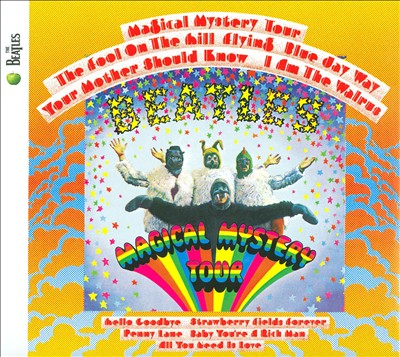 THE BEATLES
Magical Mystery Tour
The Fool On The Hill Flying Blue Jay Way
Your Mother Should Know I Am The Walrus
BEATLES
MAGICAL MYSTERY
TOUR
Hello Goodbye Strawberry Fields Forever
Penny Lane Baby You're A Rich Man
All You Need Is Love